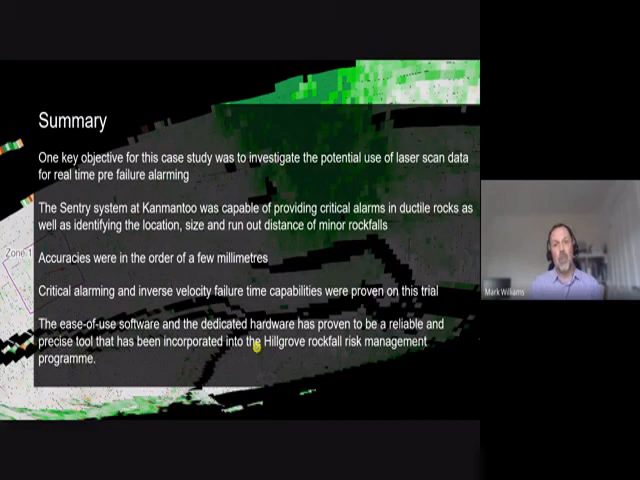 Summary
One key objective for this case study was to investigate the potential use of laser scan data
for real time pre failure alarming
The Sentry system at Kanmantoo was capable of providing critical alarms in ductile rocks as
well as identifying the location, size and run out distance of minor rockfalls
Zone 1
Accuracies were in the order of a few millimetres
Critical alarming and inverse velocity failure time capabilities were proven on this trial
Mark Williams
The ease-of-use software and the dedicated hardware has proven to be a reliable and
precise tool that has been incorporated into the Hillgrove rockfall risk management
programme.